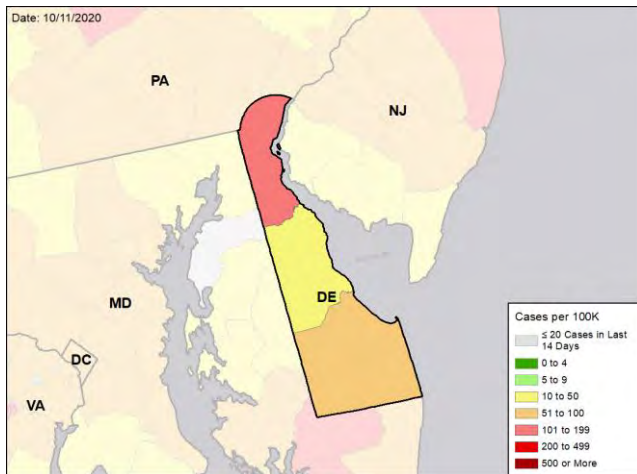 Date: 10/11/2020
PA
NJ
MD
DE
DC
VA
Cases per 100K
≤ 20 Cases in Last
14 Days
0 to 4
5 to 9
10 to 50
51 to 100
101 to 199
200 to 499
500 or More